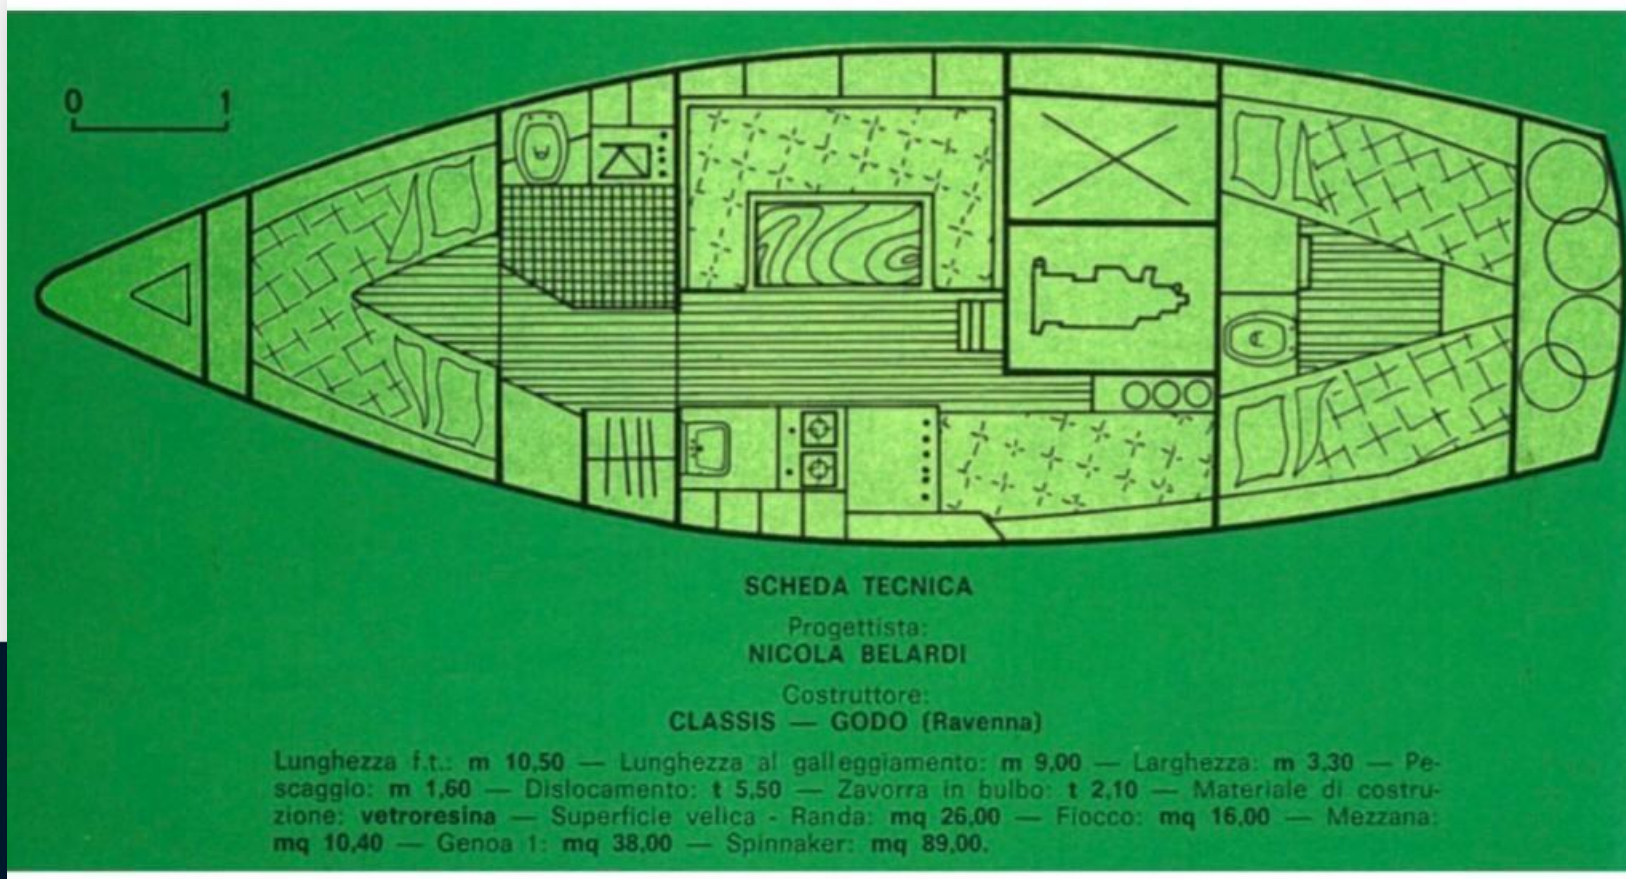 0 1
SCHEDA TECNICA
Progettista:
NICOLA BELARDI
Costruttore:
CLASSIS — GODO (Ravenna)
Lunghezza f.t.: m 10,50 — Lunghezza al galleggiamento: m 9,00 — Larghezza: m 3,30 — Pe-
scaggio: m 1,60 — Dislocamento: t 5,50 — Zavorra in bulbo: t 2,10 — Materiale di costru-
zione: vetroresina — Superficie velica - Randa: mq 26,00 — Fiocco: mq 16,00 — Mezzana:
mq 10,40 — Genoa 1: mq 38,00 — Spinnaker: mq 89,00.